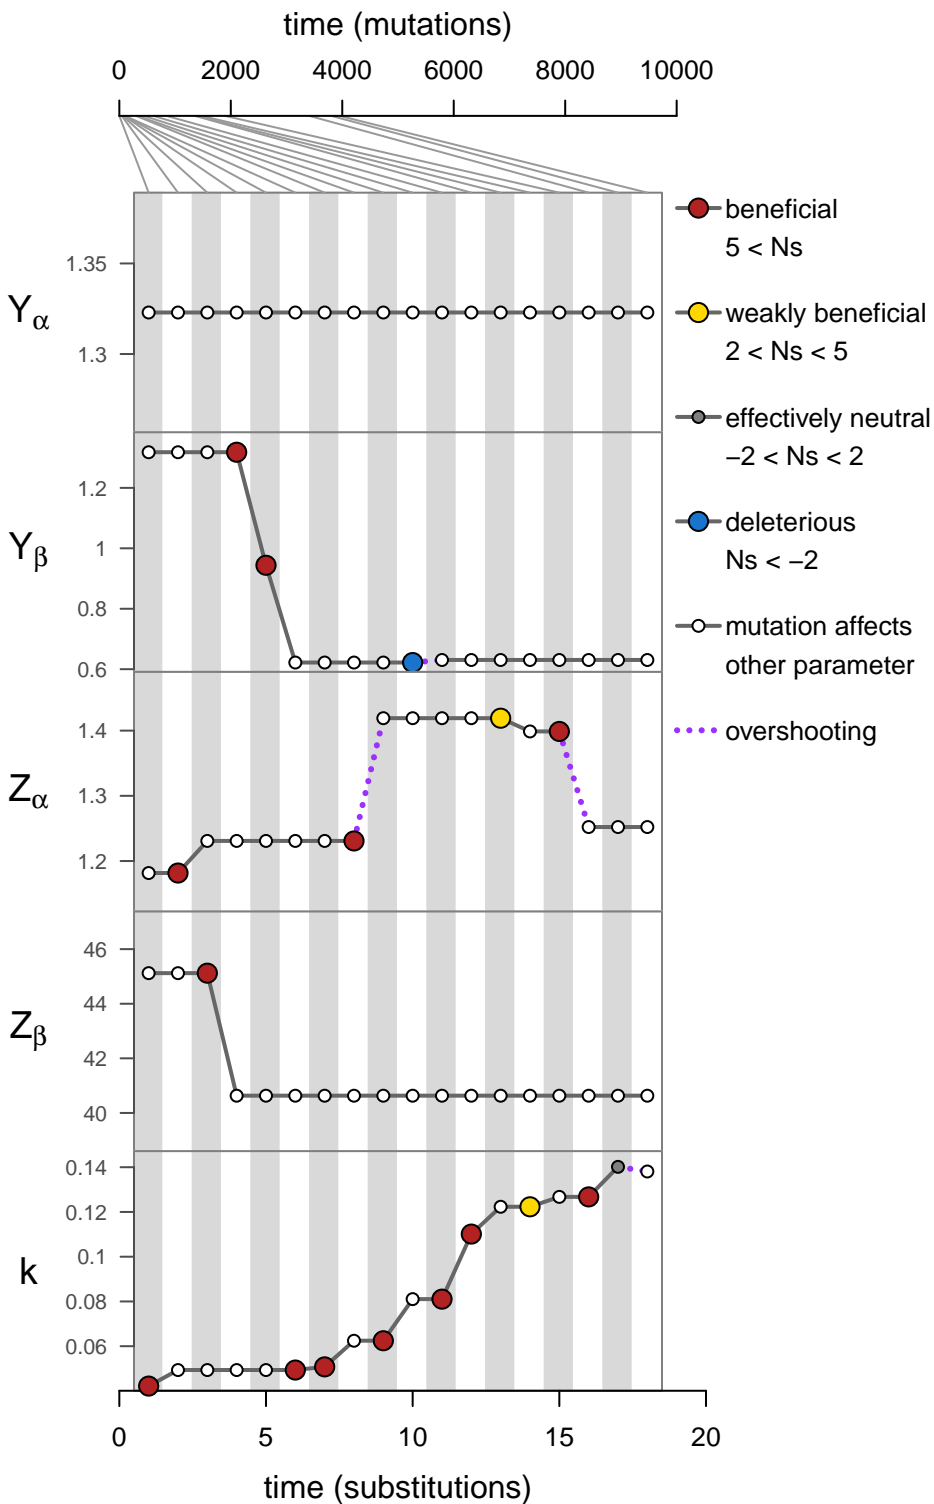 time (mutations)
0 2000 4000 6000 8000 10000
Yα
1.35
1.3
Yβ
1.2
1
0.8
0.6
Zα
1.4
1.3
1.2
Zβ
46
44
42
40
k
0.14
0.12
0.1
0.08
0.06
0 5 10 15 20
time (substitutions)
beneficial
5 < Ns
weakly beneficial
2 < Ns < 5
effectively neutral
−2 < Ns < 2
deleterious
Ns < −2
mutation affects
other parameter
overshooting